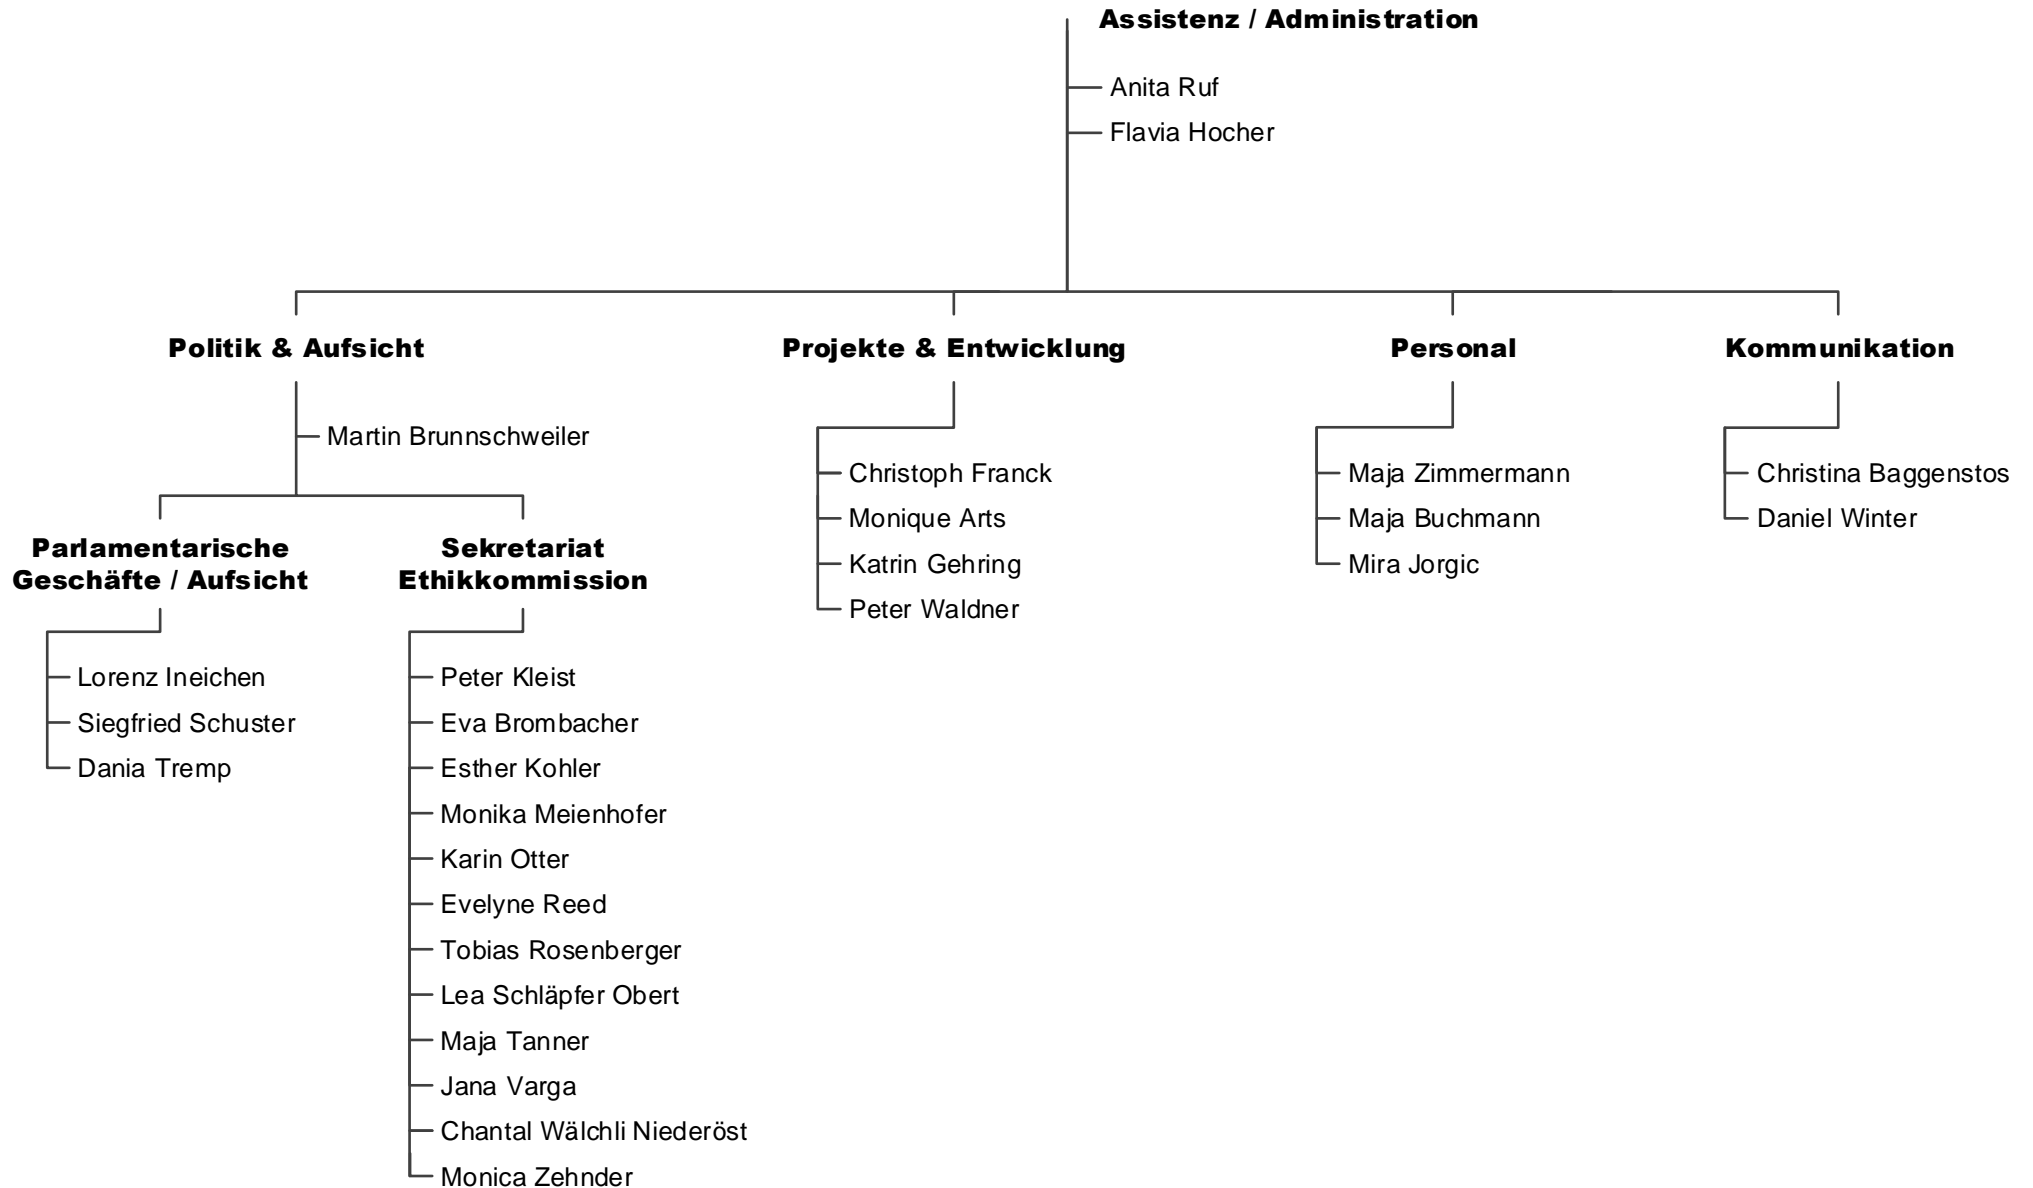 Assistenz / Administration
Anita Ruf
Flavia Hocher
Politik & Aufsicht
Martin Brunnschweiler
Parlamentarische
Geschäfte / Aufsicht
Lorenz Ineichen
Siegfried Schuster
Dania Tremp
Sekretariat
Ethikkommission
Peter Kleist
Eva Brombacher
Esther Kohler
Monika Meienhofer
Karin Otter
Evelyne Reed
Tobias Rosenberger
Lea Schläpfer Obert
Maja Tanner
Jana Varga
Chantal Wälchli Niederöst
Monica Zehnder
Projekte & Entwicklung
Christoph Franck
Monique Arts
Katrin Gehring
Peter Waldner
Personal
Maja Zimmermann
Maja Buchmann
Mira Jorgic
Kommunikation
Christina Baggenstos
Daniel Winter